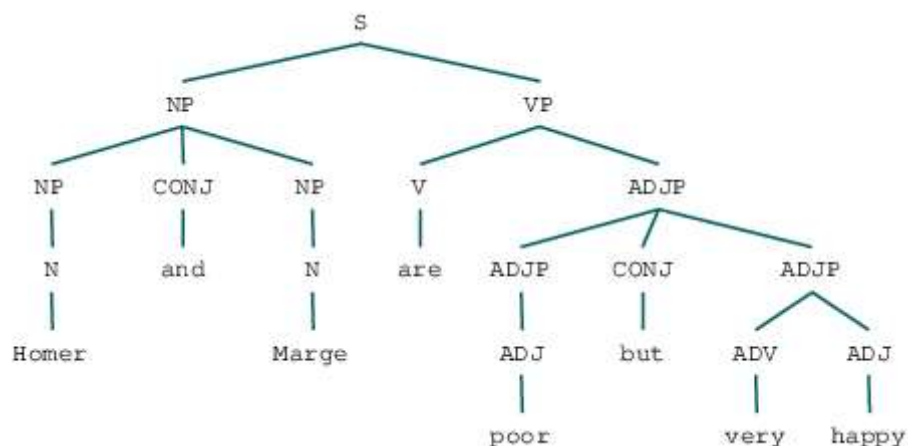 S
NP VP
NP CONJ NP V ADJP
N and N are ADJP CONJ ADJP
Homer Marge ADJ but ADV ADJ
poor very happy